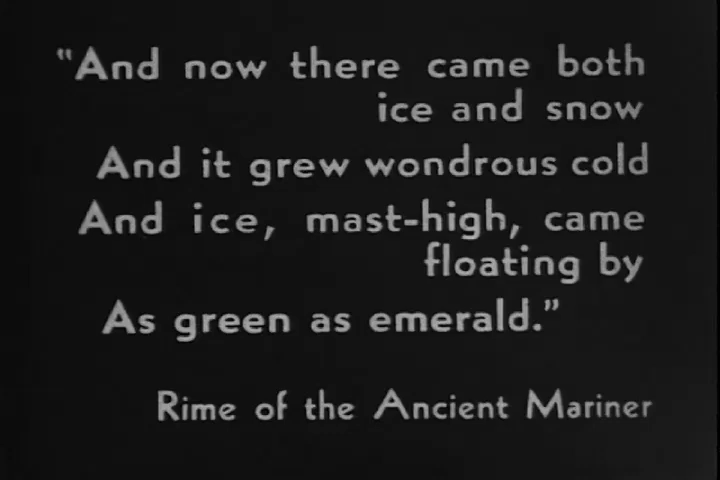 "And now there came both
ice and snow
And it grew wondrous cold
And ice, mast-high, came
floating by
As green as emerald."
Rime of the Ancient Mariner